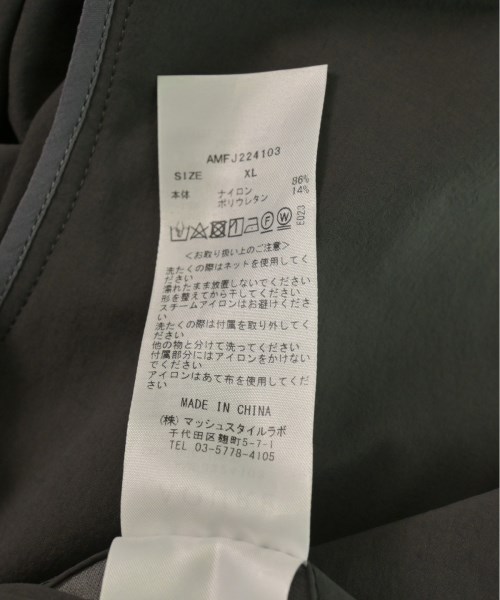 AMFJ224103
SIZE XL
本体 ナイロン 86%
ポリウレタン 14%
E023
<お取り扱い上のご注意>
洗たくの際はネットを使用してく
ださい
濡れたまま放置しないでください
形を整えてから干してください
スチームアイロンはお避けくださ
い
洗たくの際は付属を取り外してく
ださい
他の物と分けて洗ってください
付属部分にはアイロンをかけない
でください
アイロンはあて布を使用してくだ
さい
MADE IN CHINA
(株) マッシュスタイルラボ
千代田区麹町5-7-1
TEL 03-5778-4105